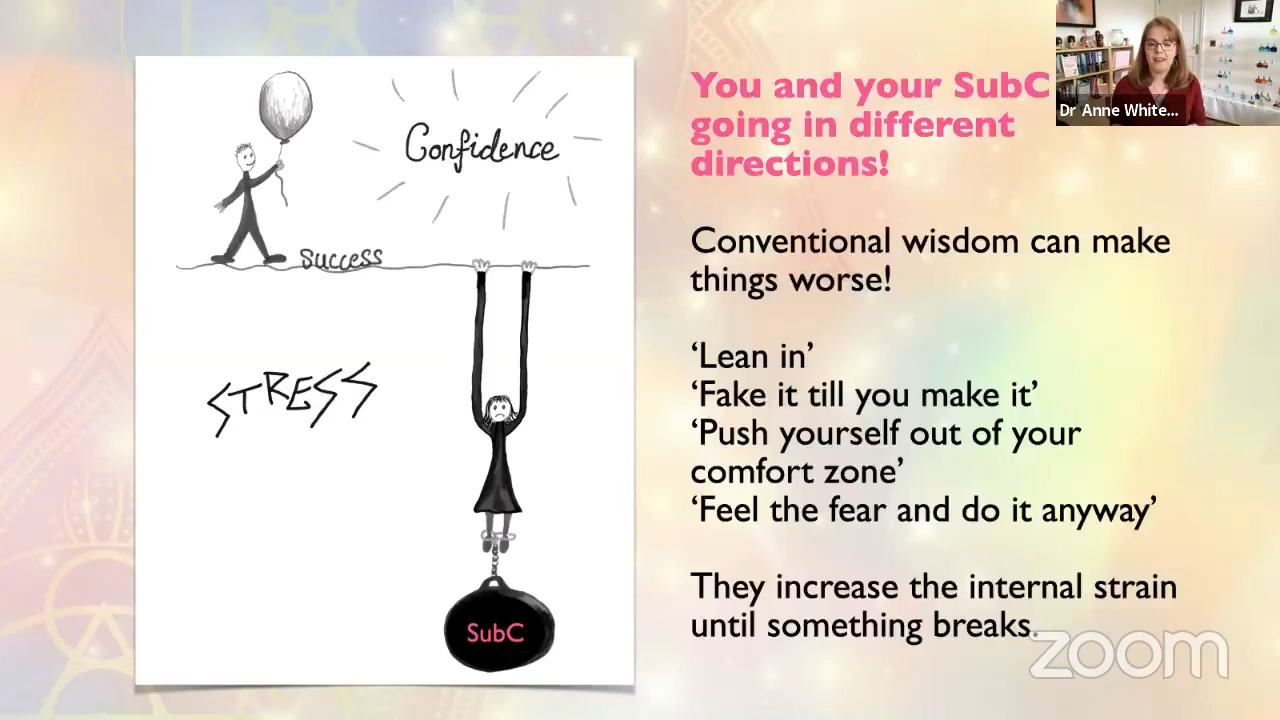 Confidence
success
STRESS
SubC
You and your SubC
going in different
directions!
Conventional wisdom can make
things worse!
‘Lean in’
‘Fake it till you make it’
‘Push yourself out of your
comfort zone’
‘Feel the fear and do it anyway’
They increase the internal strain
until something breaks.
Dr Anne White...
zoom